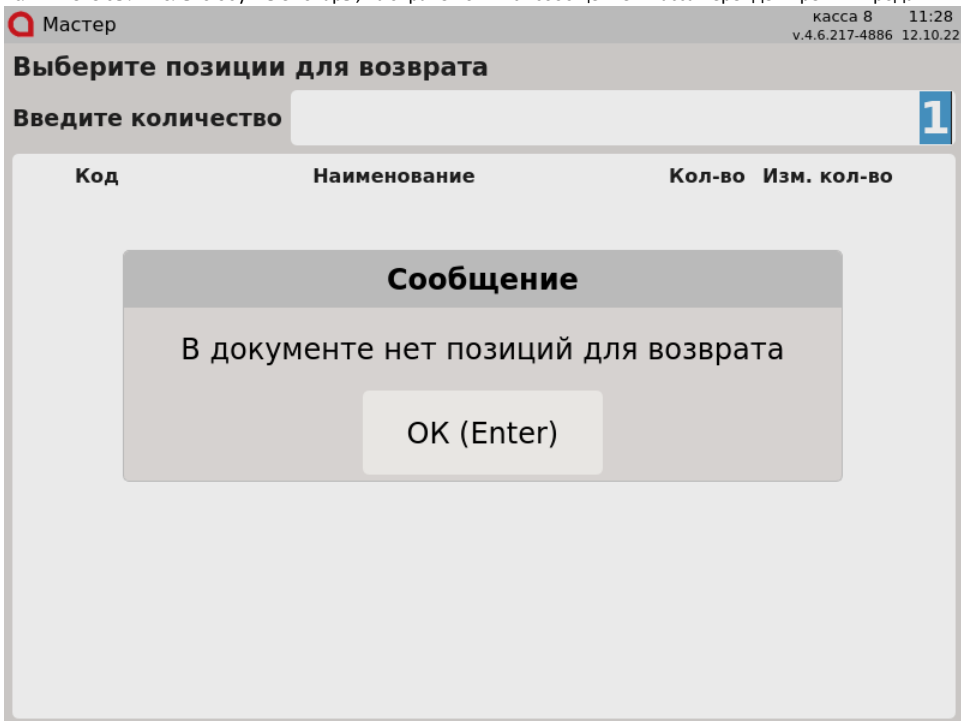 Мастер
касса 8 11:28
v.4.6.217-4886 12.10.22
Выберите позиции для возврата
Введите количество 1
Код Наименование Кол-во Изм. кол-во
Сообщение
В документе нет позиций для возврата
ОК (Enter)